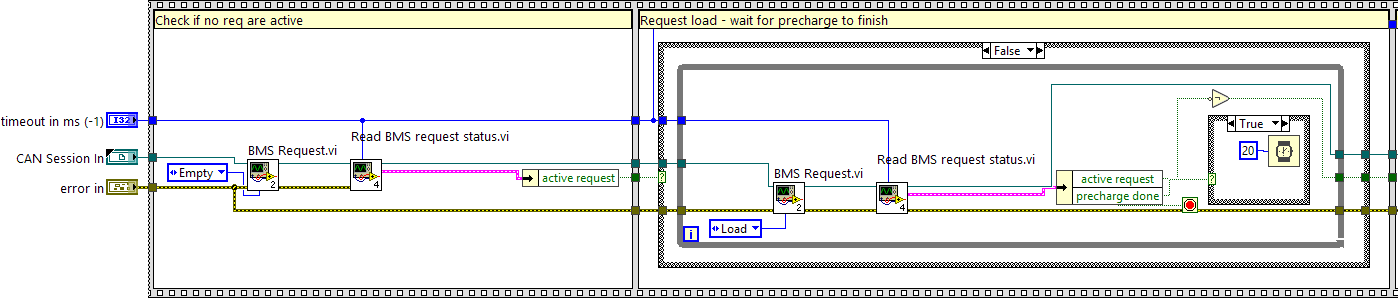 Check if no req are active
Request load - wait for precharge to finish
False
timeout in ms (-1)
I32
Read BMS request status.vi
BMS Request.vi
CAN Session In
Empty
2
4
active request
?
error in
Read BMS request status.vi
BMS Request.vi
2
4
Load
i
active request
precharge done
True
20
?